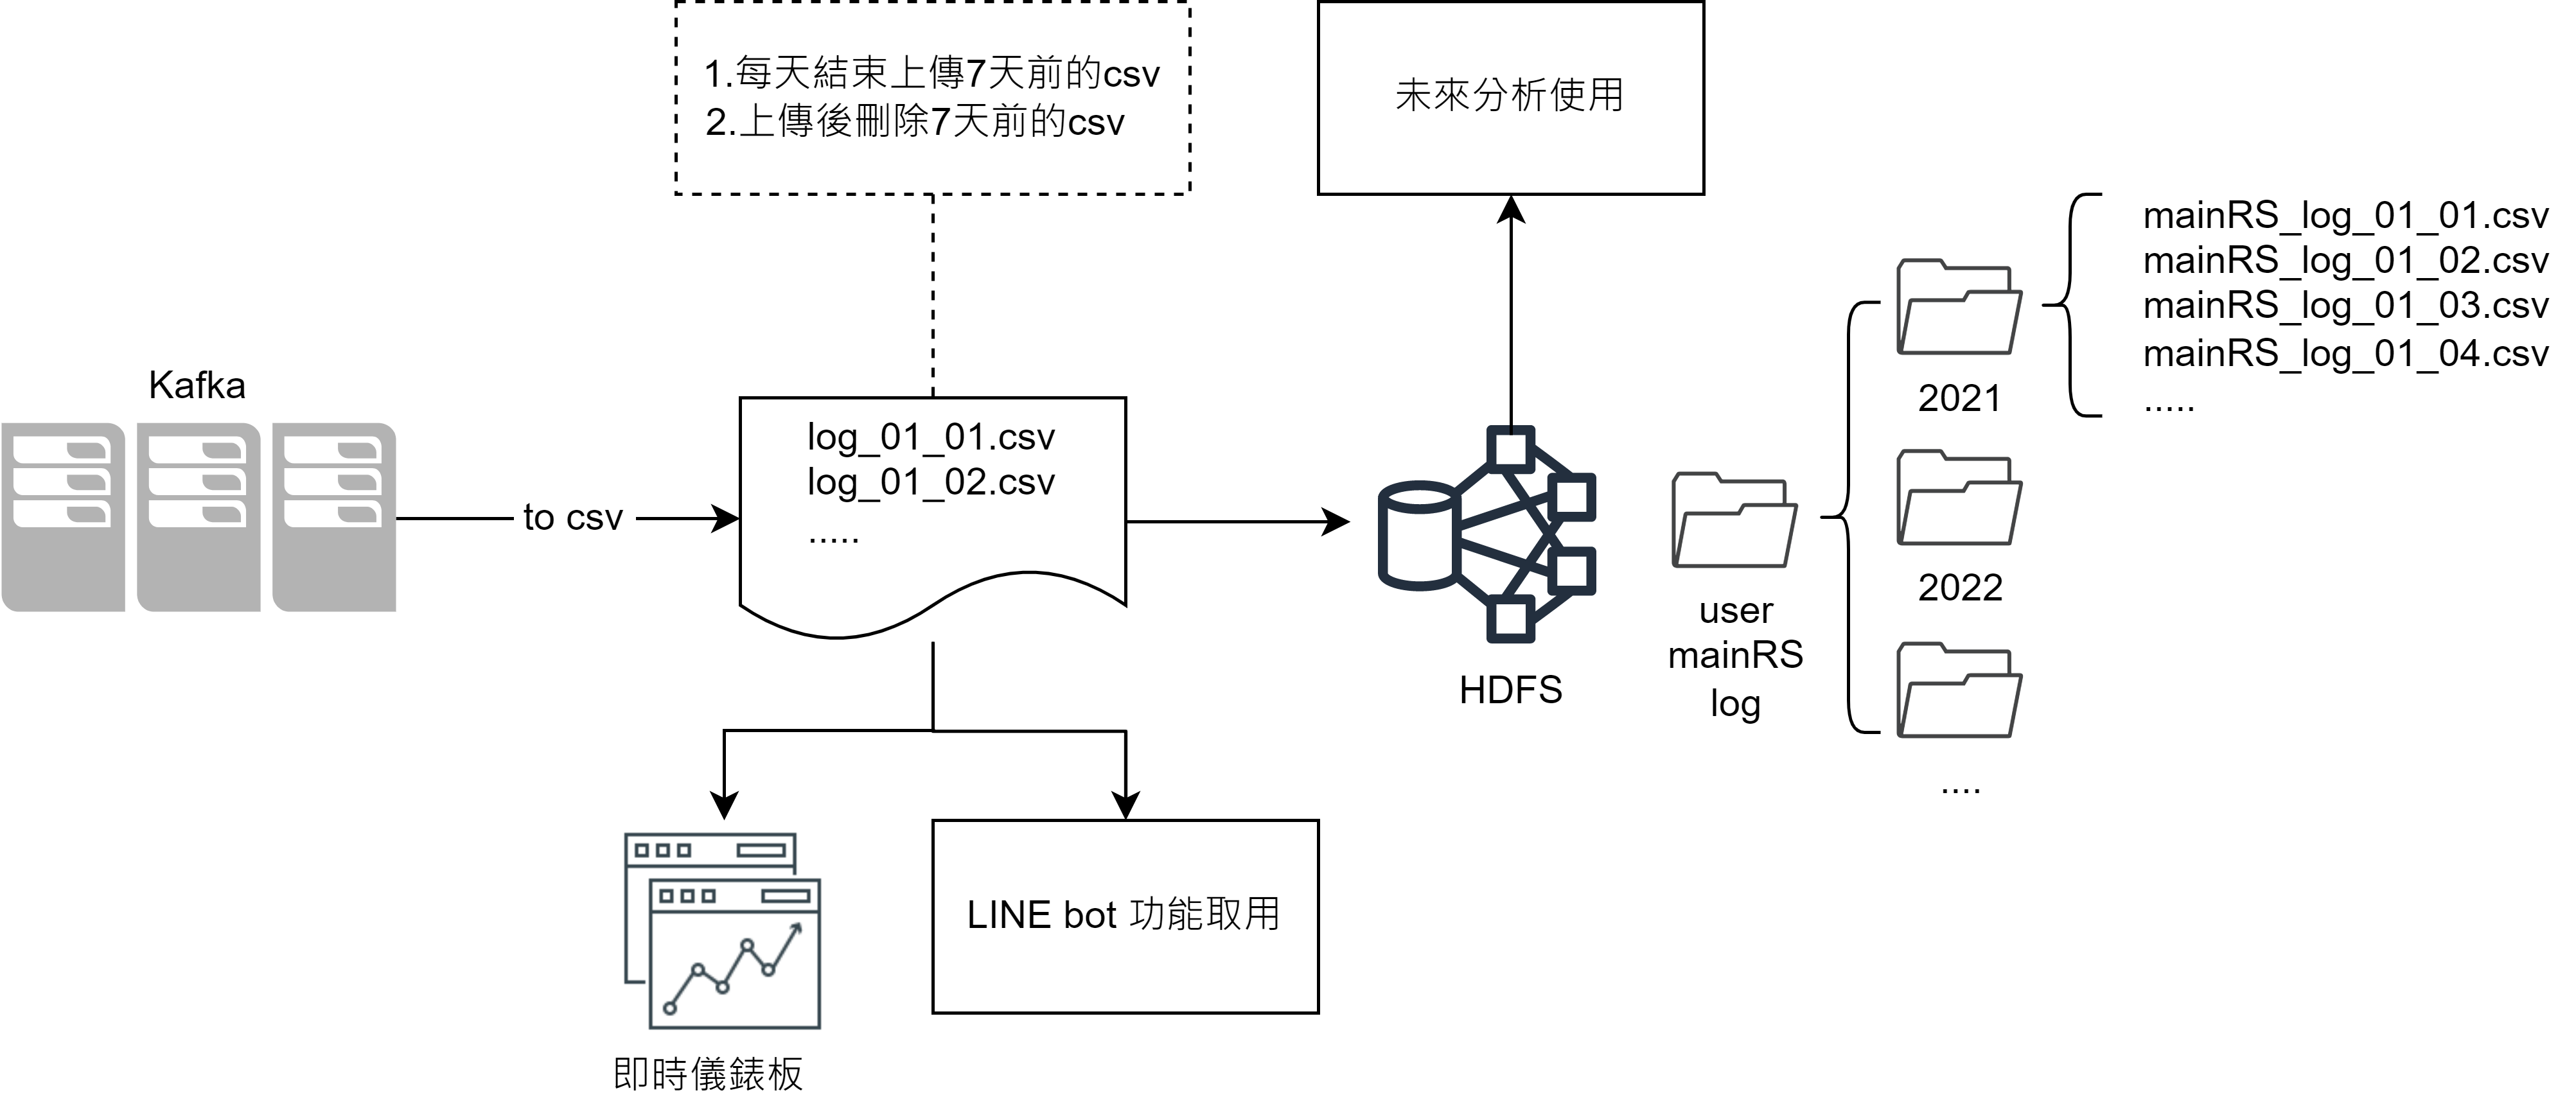 1.每天結束上傳7天前的csv
2.上傳後刪除7天前的csv
未來分析使用
Kafka
to csv
log_01_01.csv
log_01_02.csv
.....
HDFS
user
mainRS
log
2021
2022
....
mainRS_log_01_01.csv
mainRS_log_01_02.csv
mainRS_log_01_03.csv
mainRS_log_01_04.csv
.....
即時儀錶板
LINE bot 功能取用